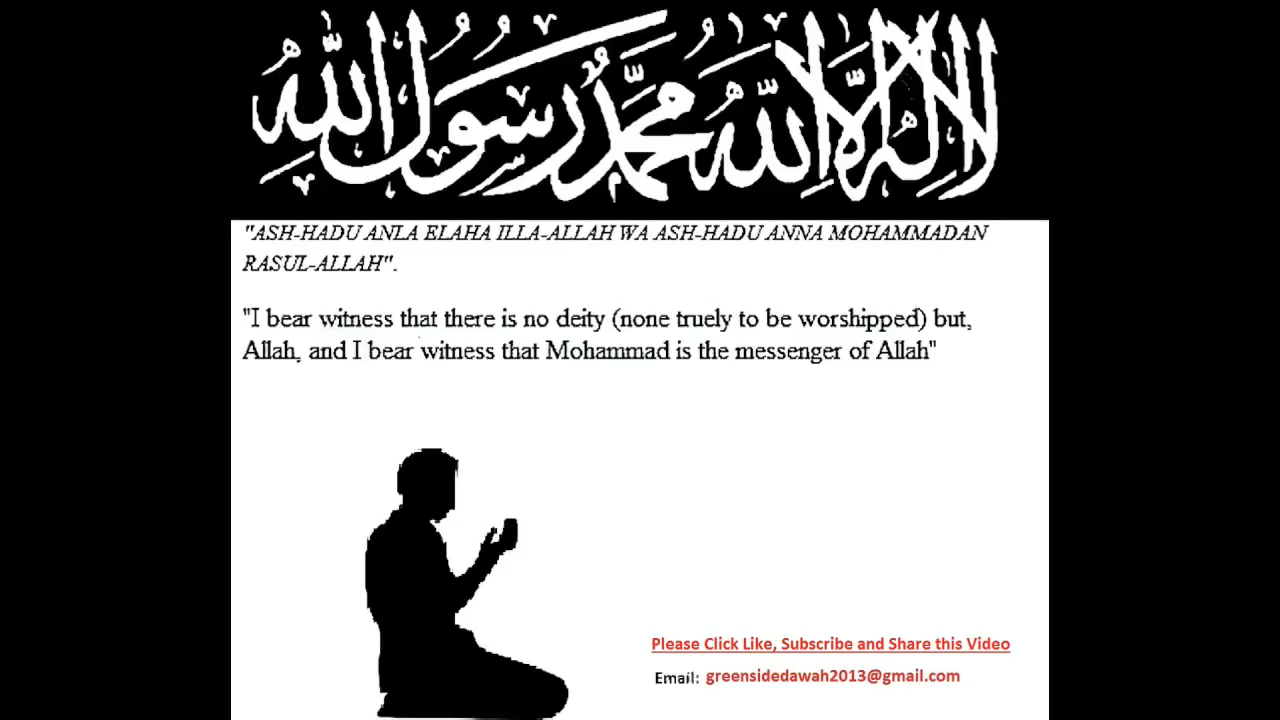 لا إله إلا الله محمد رسول الله
"ASH-HADU ANLA ELAHA ILLA-ALLAH WA ASH-HADU ANNA MOHAMMADAN
RASUL-ALLAH".
"I bear witness that there is no deity (none truely to be worshipped) but,
Allah, and I bear witness that Mohammad is the messenger of Allah"
Please Click Like, Subscribe and Share this Video
Email: greensidedawah2013@gmail.com